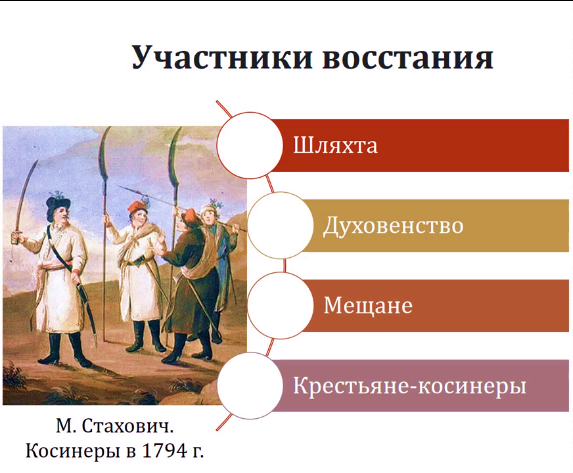 Участники восстания
Шляхта
Духовенство
Мещане
Крестьяне-косинеры
М. Стахович.
Косинеры в 1794 г.